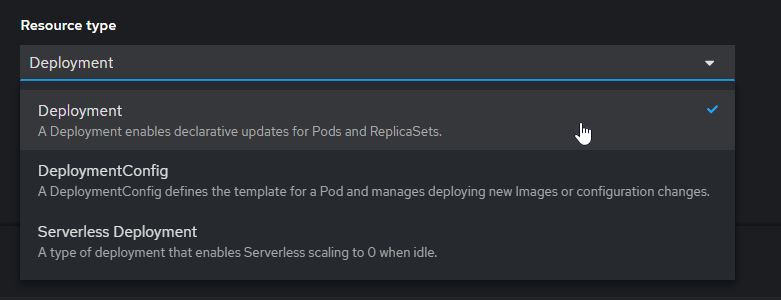 Resource type
Deployment
Deployment
A Deployment enables declarative updates for Pods and ReplicaSets.
DeploymentConfig
A DeploymentConfig defines the template for a Pod and manages deploying new Images or configuration changes.
Serverless Deployment
A type of deployment that enables Serverless scaling to 0 when idle.